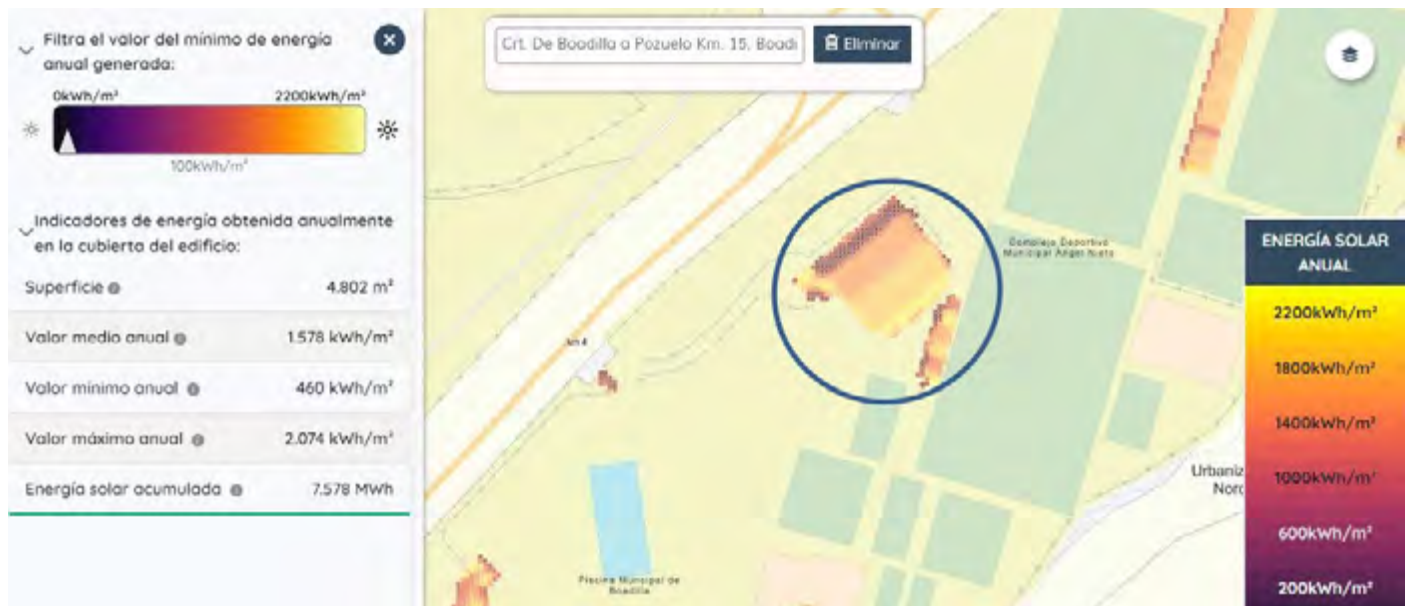 Filtra el valor del mínimo de energía
anual generada:
0kWh/m² 2200kWh/m²
100kWh/m²
Indicadores de energía obtenida anualmente
en la cubierta del edificio:
Superficie 4.802 m²
Valor medio anual 1.578 kWh/m²
Valor mínimo anual 460 kWh/m²
Valor máximo anual 2.074 kWh/m²
Energía solar acumulada 7.578 MWh
Crt. De Boadilla a Pozuelo Km. 15, Boadi
Eliminar
Complejo Deportivo
Municipal Angel Nieto
km 4
Piscina Municipal de
Boadilla
Urbaniz
Nord
ENERGÍA SOLAR
ANUAL
2200kWh/m²
1800kWh/m²
1400kWh/m²
1000kWh/m²
600kWh/m²
200kWh/m²